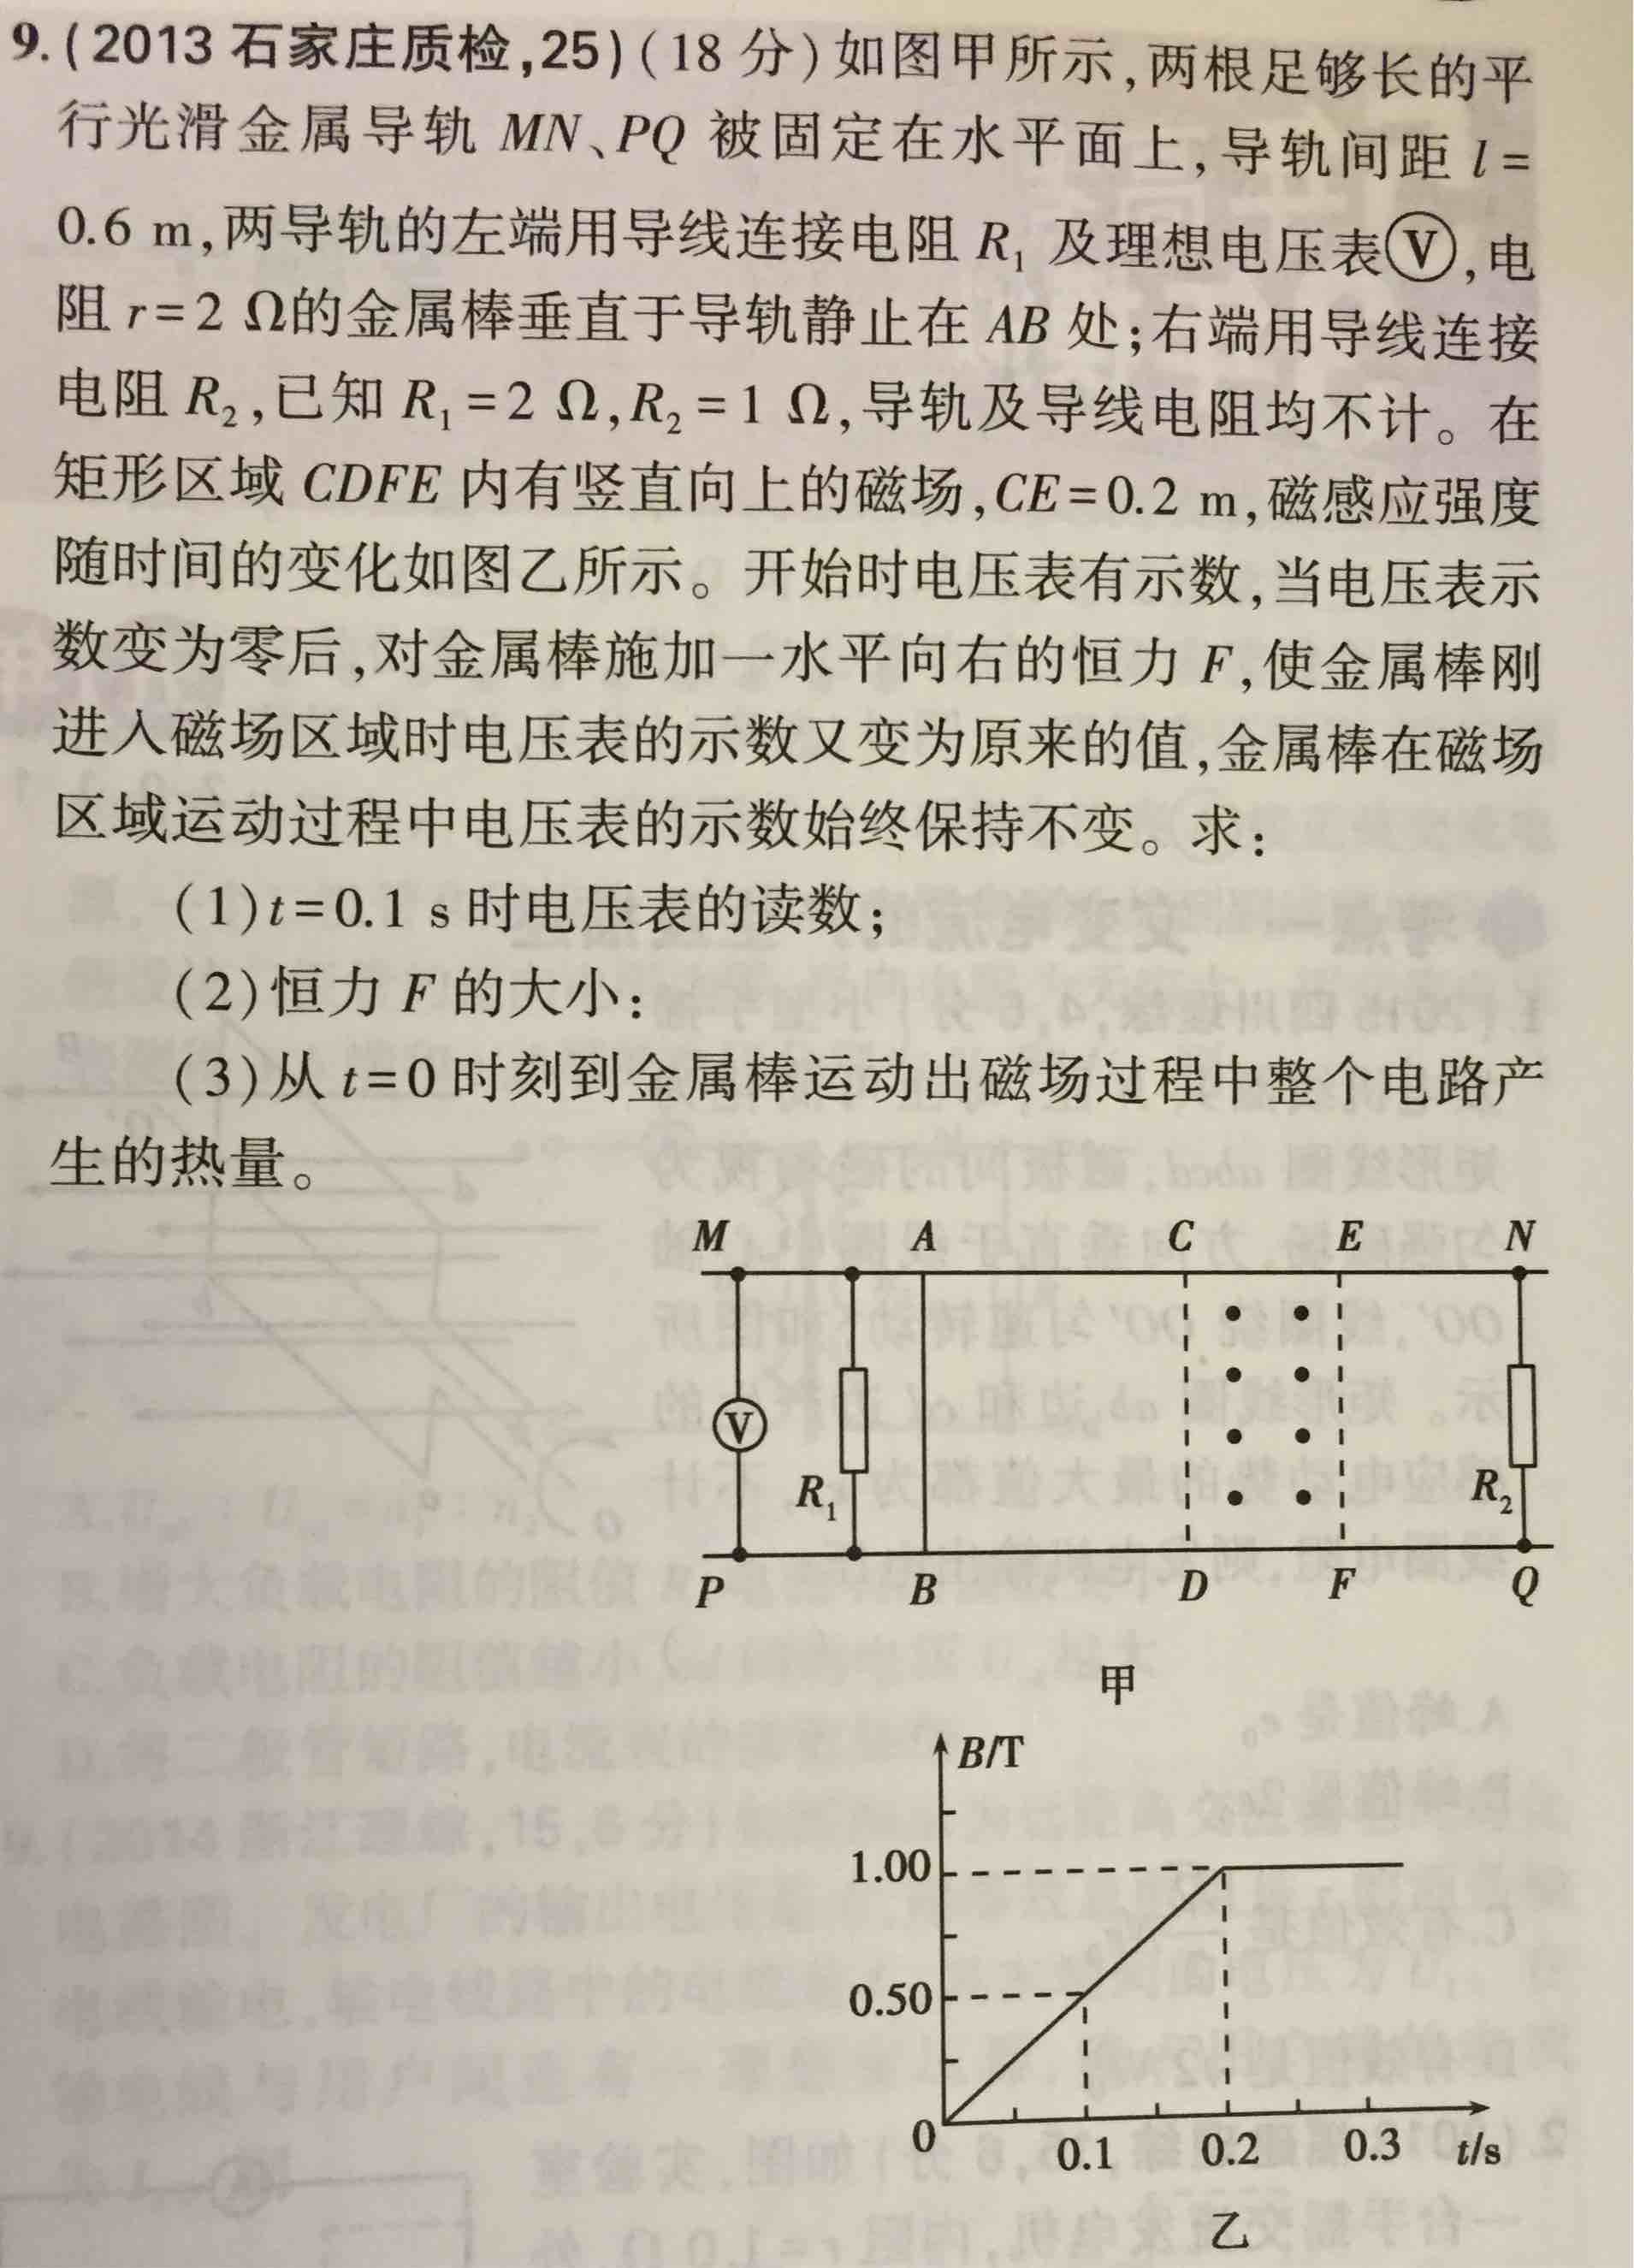 9.(2013 石家庄质检,25)(18 分)如图甲所示,两根足够长的平
行光滑金属导轨 MN、PQ 被固定在水平面上,导轨间距 l=
0.6 m,两导轨的左端用导线连接电阻 R₁ 及理想电压表Ⓥ,电
阻 r=2 Ω的金属棒垂直于导轨静止在 AB 处;右端用导线连接
电阻 R₂,已知 R₁=2 Ω,R₂=1 Ω,导轨及导线电阻均不计。在
矩形区域 CDFE 内有竖直向上的磁场,CE=0.2 m,磁感应强度
随时间的变化如图乙所示。开始时电压表有示数,当电压表示
数变为零后,对金属棒施加一水平向右的恒力 F,使金属棒刚
进入磁场区域时电压表的示数又变为原来的值,金属棒在磁场
区域运动过程中电压表的示数始终保持不变。求:
(1)t=0.1 s 时电压表的读数;
(2)恒力 F 的大小:
(3)从 t=0 时刻到金属棒运动出磁场过程中整个电路产
生的热量。
M A C E N
V
R₁ R₂
P B D F Q
甲
B/T
1.00
0.50
0 0.1 0.2 0.3 t/s
乙